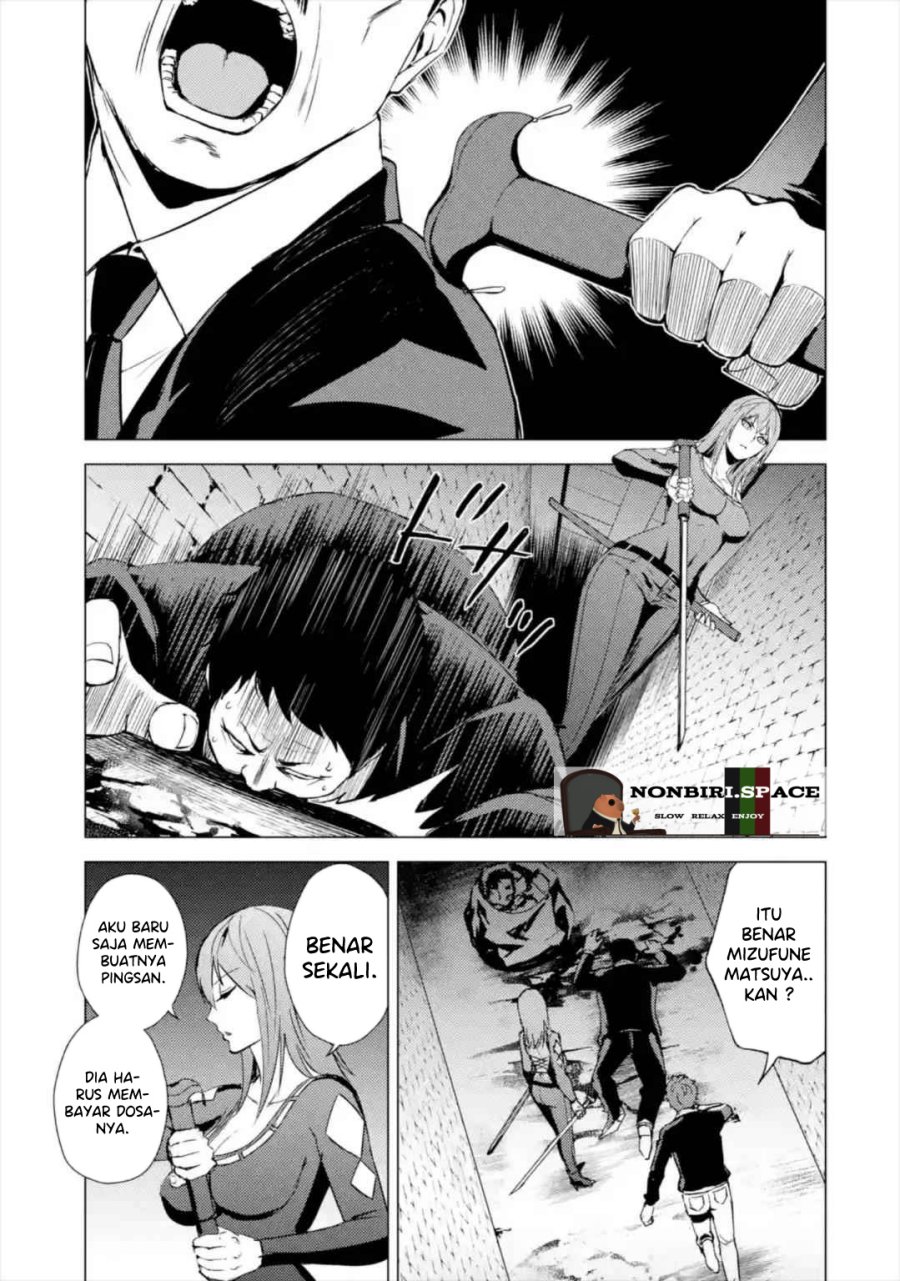 ドサッ
NONBIRI.SPACE
SLOW RELAX ENJOY
ITU
BENAR
MIZUFUNE
MATSUYA..
KAN ?
BENAR
SEKALI.
AKU BARU
SAJA MEM-
BUATNYA
PINGSAN.
DIA HA-
RUS MEM-
BAYAR DOSA-
NYA.